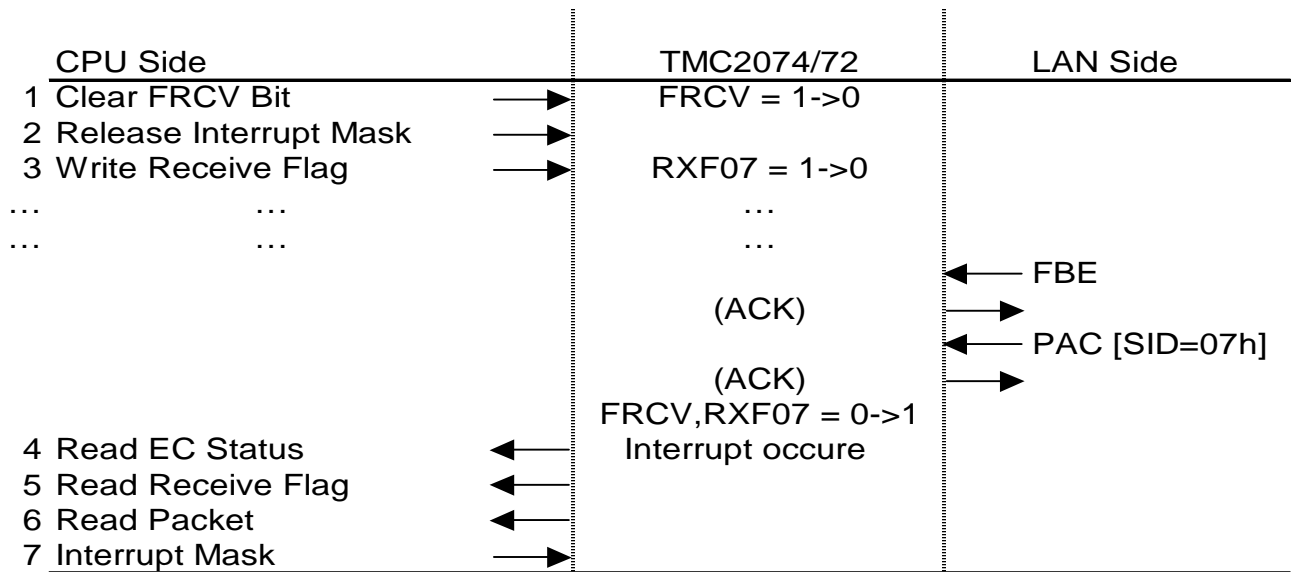 CPU Side TMC2074/72 LAN Side
1 Clear FRCV Bit FRCV = 1->0
2 Release Interrupt Mask
3 Write Receive Flag RXF07 = 1->0
... ... ...
... ... ...
FBE
(ACK)
PAC [SID=07h]
(ACK)
FRCV,RXF07 = 0->1
4 Read EC Status Interrupt occure
5 Read Receive Flag
6 Read Packet
7 Interrupt Mask